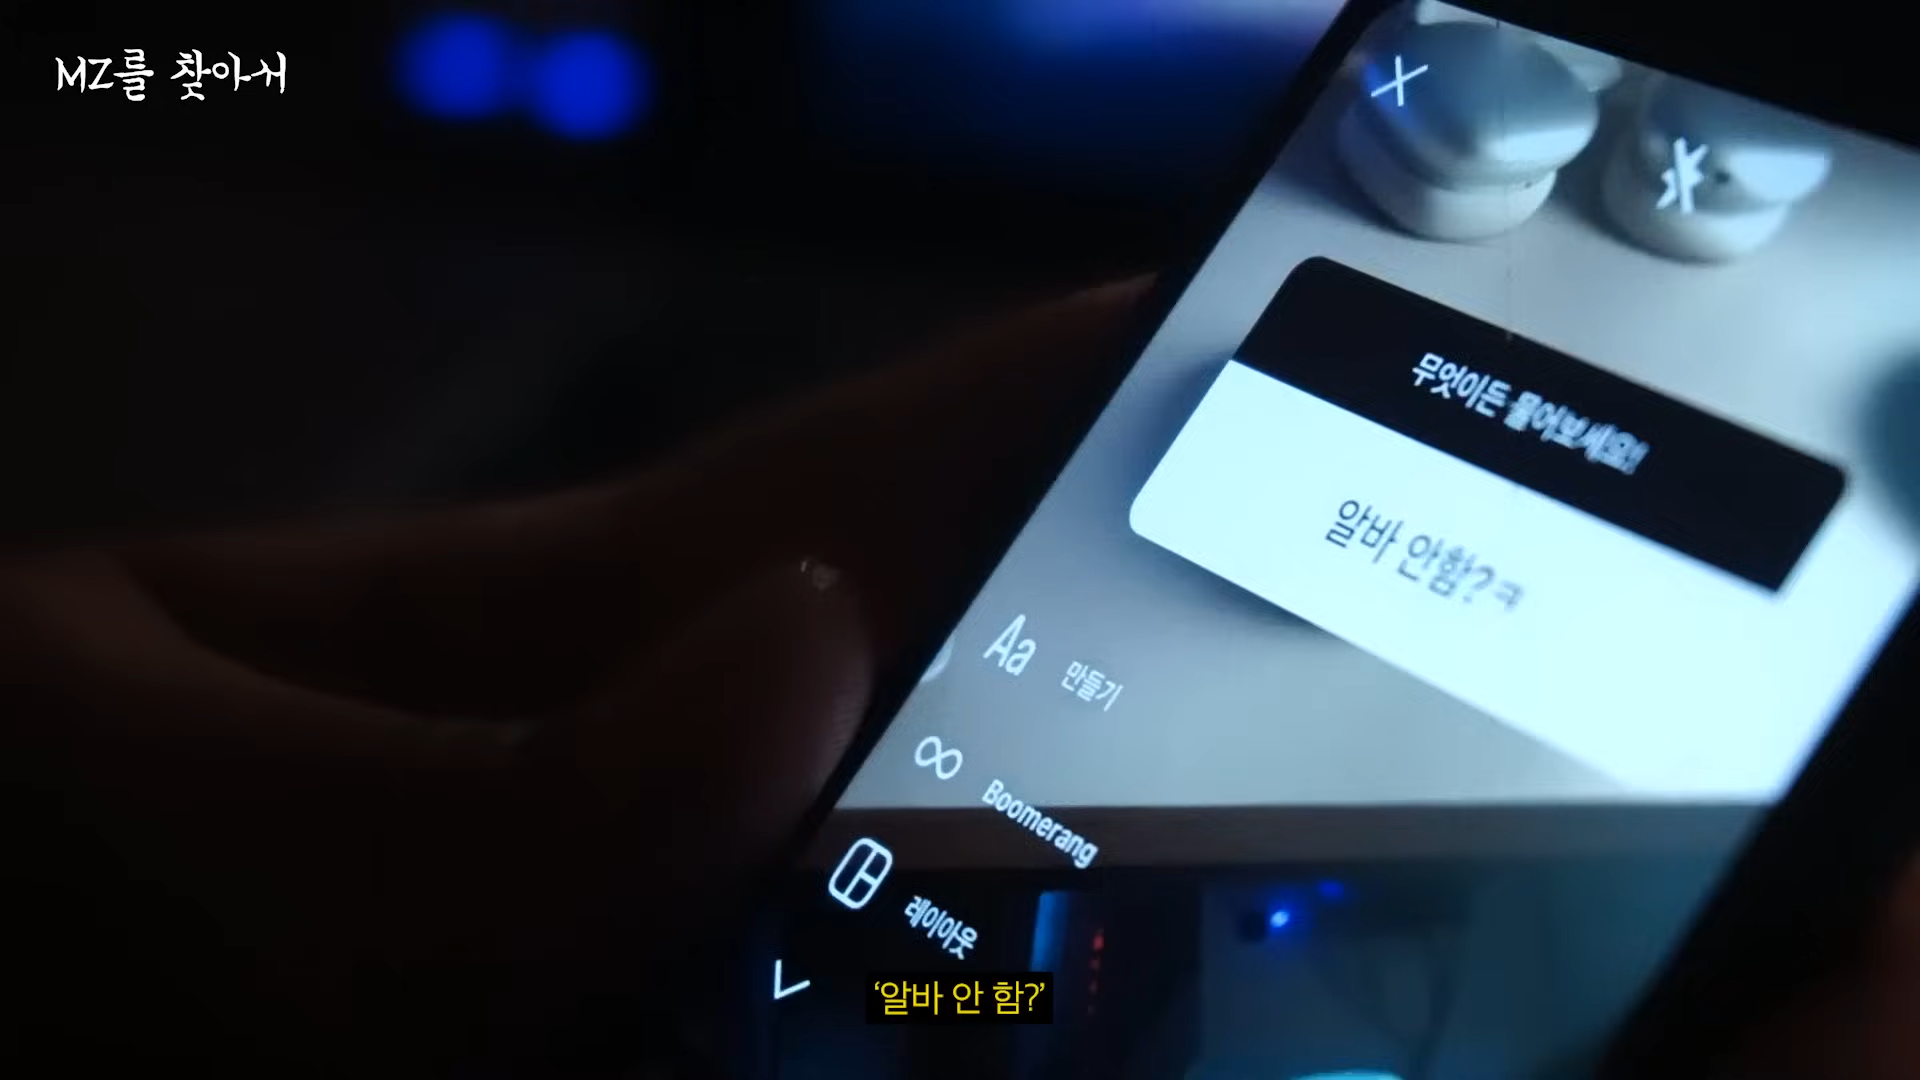 MZ를 찾아서
무엇이든 물어보세요!
알바 안함?ㅋ
Aa 만들기
Boomerang
레이아웃
‘알바 안 함?’